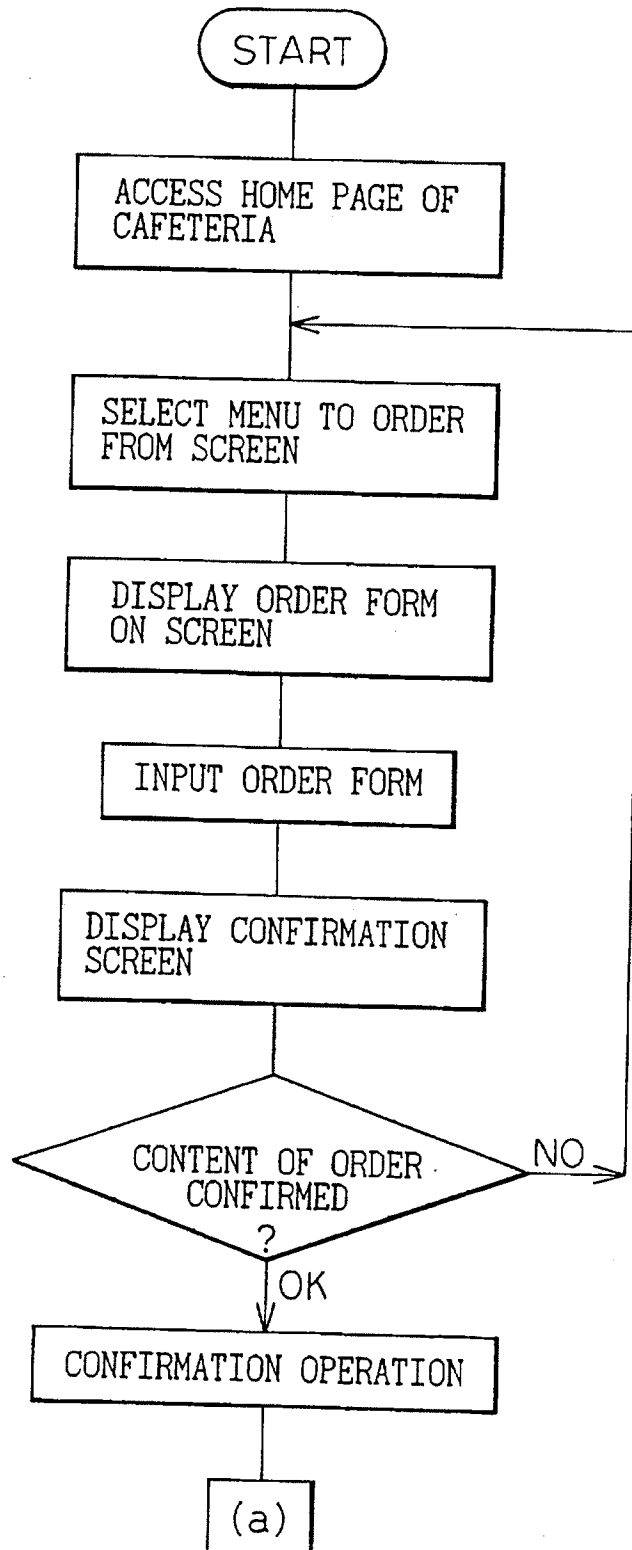 START
ACCESS HOME PAGE OF
CAFETERIA
SELECT MENU TO ORDER
FROM SCREEN
DISPLAY ORDER FORM
ON SCREEN
INPUT ORDER FORM
DISPLAY CONFIRMATION
SCREEN
CONTENT OF ORDER
CONFIRMED
?
NO
OK
CONFIRMATION OPERATION
(a)